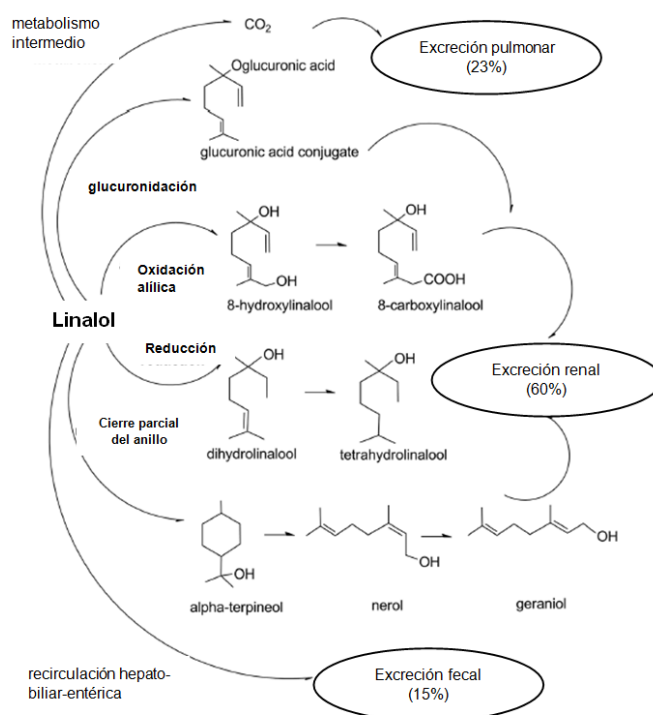 metabolismo
intermedio
CO2
Excreción pulmonar
(23%)
Oglucuronic acid
glucuronic acid conjugate
glucuronidación
OH
OH
8-hydroxylinalool
OH
COOH
8-carboxylinalool
Oxidación
alílica
Linalol
Reducción
OH
dihydrolinalool
OH
tetrahydrolinalool
Excreción renal
(60%)
Cierre parcial
del anillo
OH
alpha-terpineol
OH
nerol
OH
geraniol
recirculación hepato-
biliar-entérica
Excreción fecal
(15%)